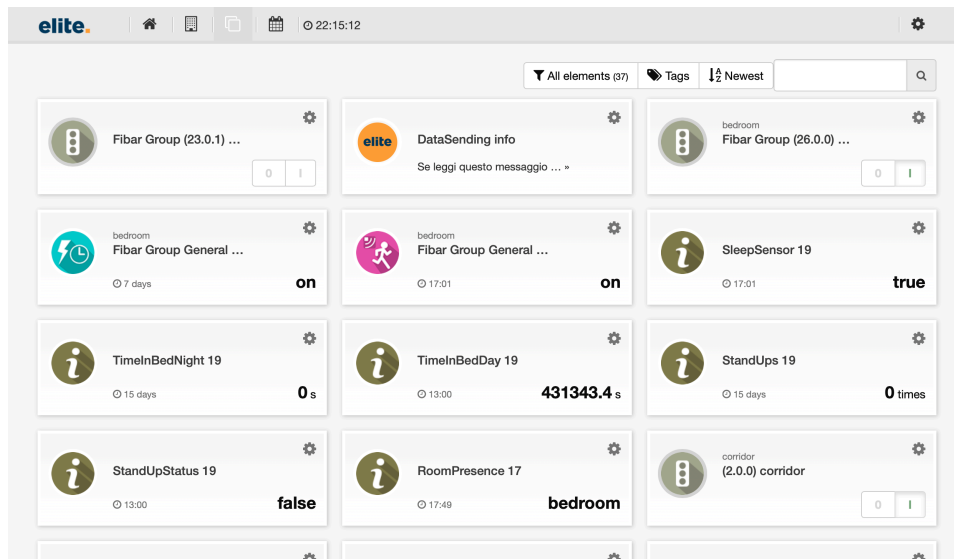 elite.
22:15:12
All elements (37)
Tags
Newest
Fibar Group (23.0.1) ...
0 I
elite
DataSending info
Se leggi questo messaggio ... »
bedroom
Fibar Group (26.0.0) ...
0 I
bedroom
Fibar Group General ...
7 days
on
bedroom
Fibar Group General ...
17:01
on
SleepSensor 19
17:01
true
TimeInBedNight 19
15 days
0 s
TimeInBedDay 19
13:00
431343.4 s
StandUps 19
15 days
0 times
StandUpStatus 19
13:00
false
RoomPresence 17
17:49
bedroom
corridor
(2.0.0) corridor
0 I